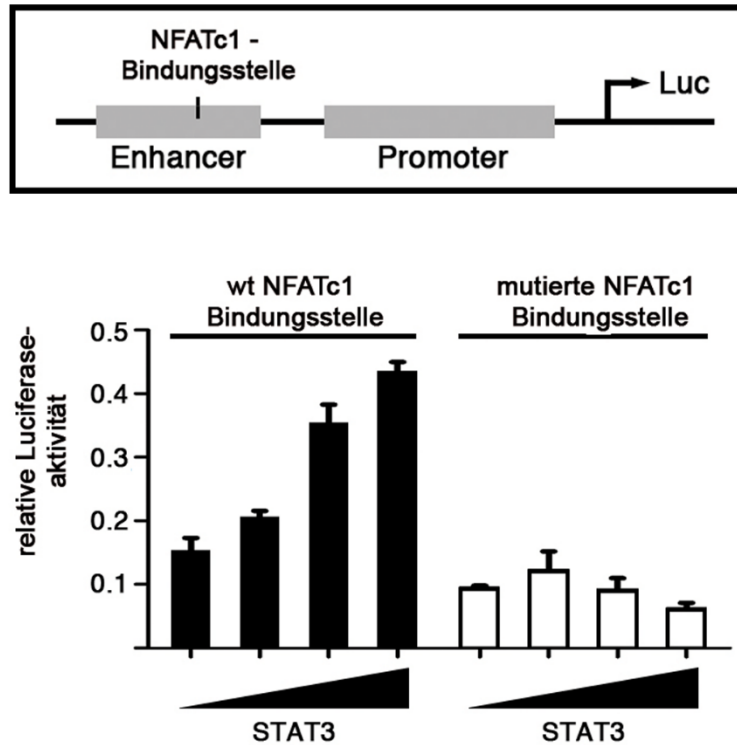 NFATc1 -
Bindungsstelle
Luc
Enhancer
Promoter
wt NFATc1
Bindungsstelle
mutierte NFATc1
Bindungsstelle
relative Luciferase-
aktivität
0.5
0.4
0.3
0.2
0.1
STAT3
STAT3